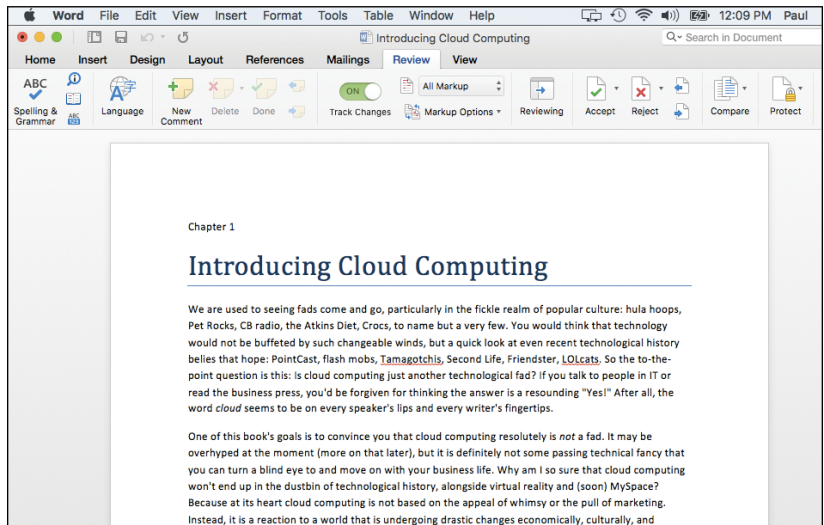 Word File Edit View Insert Format Tools Table Window Help 12:09 PM Paul
Introducing Cloud Computing Search in Document
Home Insert Design Layout References Mailings Review View
ABC ON All Markup
Spelling & Grammar ABC 123 Language New Comment Delete Done Track Changes Markup Options Reviewing Accept Reject Compare Protect
Chapter 1
Introducing Cloud Computing
We are used to seeing fads come and go, particularly in the fickle realm of popular culture: hula hoops,
Pet Rocks, CB radio, the Atkins Diet, Crocs, to name but a very few. You would think that technology
would not be buffeted by such changeable winds, but a quick look at even recent technological history
belies that hope: PointCast, flash mobs, Tamagotchis, Second Life, Friendster, LOLcats. So the to-the-
point question is this: Is cloud computing just another technological fad? If you talk to people in IT or
read the business press, you'd be forgiven for thinking the answer is a resounding "Yes!" After all, the
word cloud seems to be on every speaker's lips and every writer's fingertips.
One of this book's goals is to convince you that cloud computing resolutely is not a fad. It may be
overhyped at the moment (more on that later), but it is definitely not some passing technical fancy that
you can turn a blind eye to and move on with your business life. Why am I so sure that cloud computing
won't end up in the dustbin of technological history, alongside virtual reality and (soon) MySpace?
Because at its heart cloud computing is not based on the appeal of whimsy or the pull of marketing.
Instead, it is a reaction to a world that is undergoing drastic changes economically, culturally, and